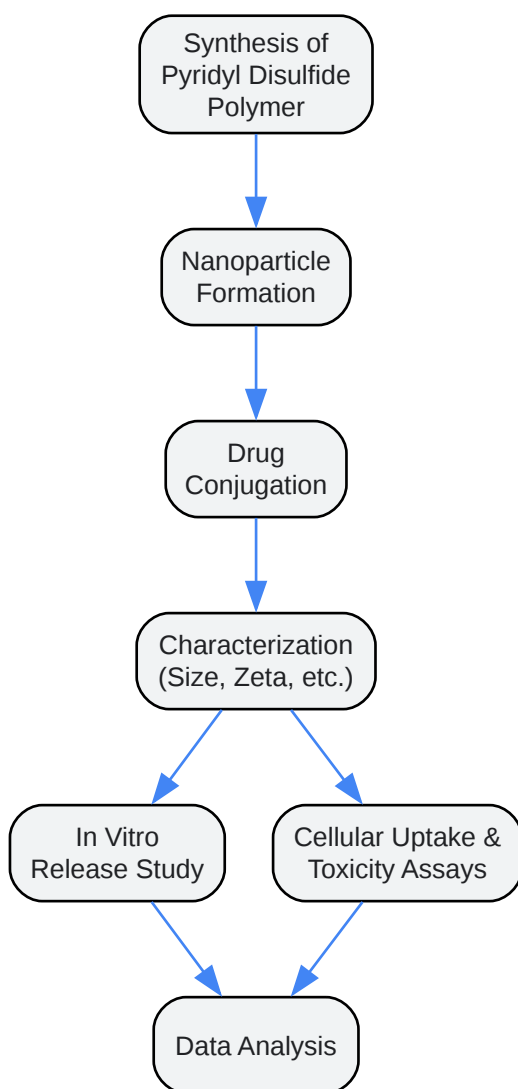 Synthesis of
Pyridyl Disulfide
Polymer
Nanoparticle
Formation
Drug
Conjugation
Characterization
(Size, Zeta, etc.)
In Vitro
Release Study
Cellular Uptake &
Toxicity Assays
Data Analysis